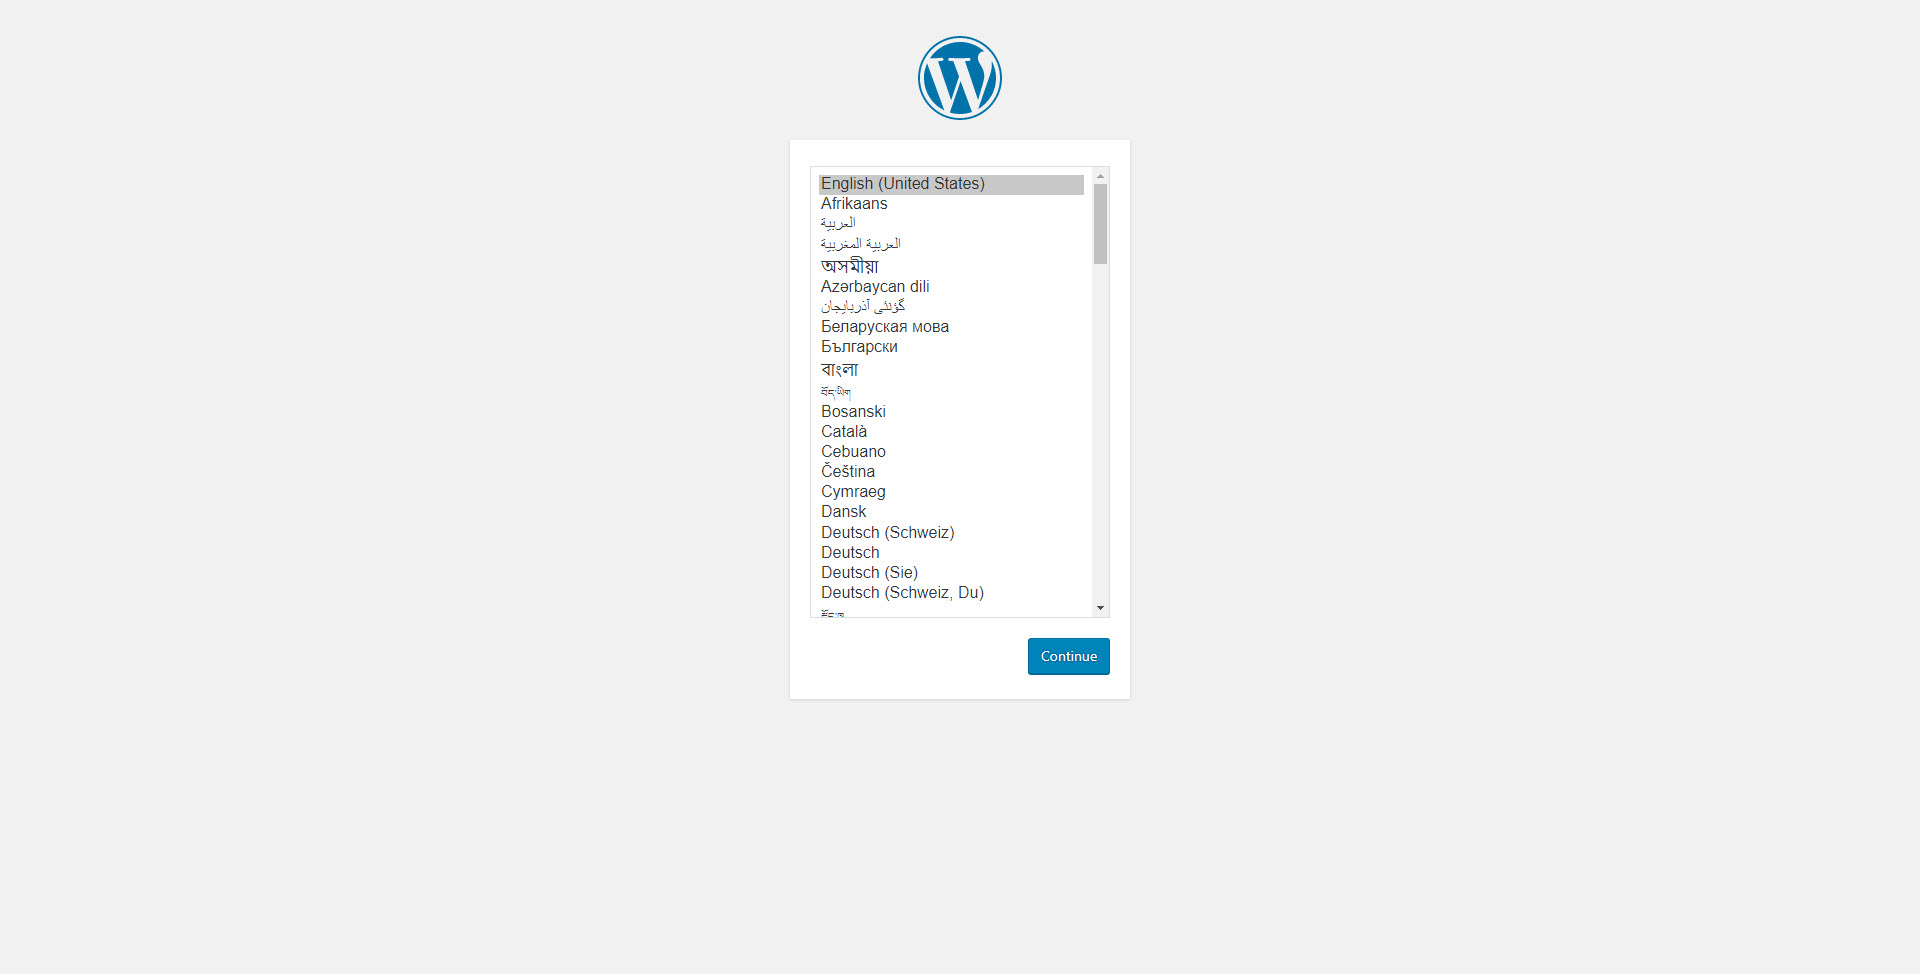 English (United States)
Afrikaans
العربية
العربية المغربية
অসমীয়া
Azərbaycan dili
گؤنئی آذربایجان
Беларуская мова
Български
বাংলা
བོད་ཡིག
Bosanski
Català
Cebuano
Čeština
Cymraeg
Dansk
Deutsch (Schweiz)
Deutsch
Deutsch (Sie)
Deutsch (Schweiz, Du)
Continue